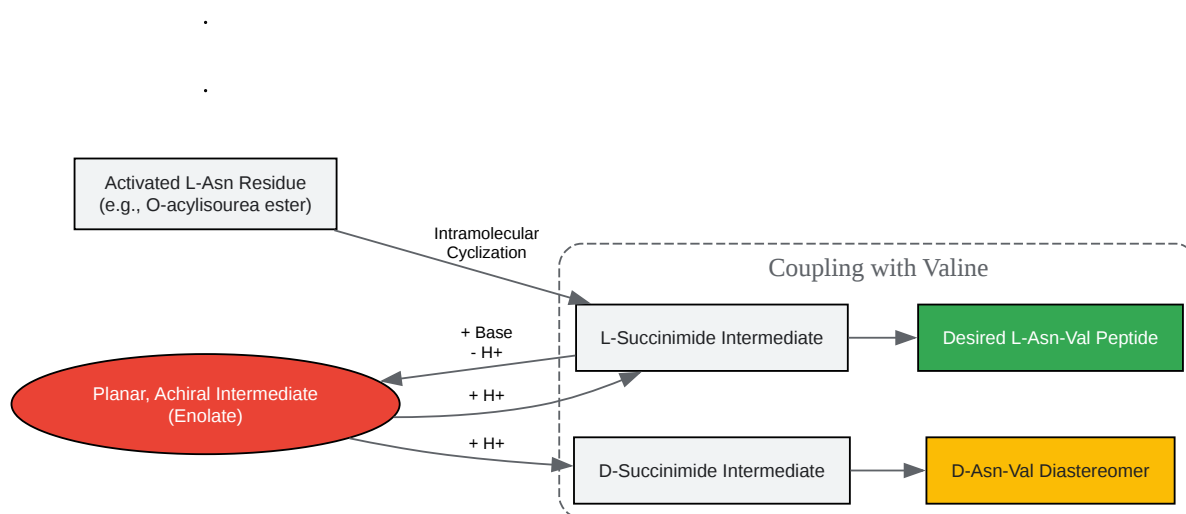 Activated L-Asn Residue
(e.g., O-acylisourea ester)
Intramolecular
Cyclization
Coupling with Valine
L-Succinimide Intermediate
Desired L-Asn-Val Peptide
+ Base
- H+
Planar, Achiral Intermediate
(Enolate)
+ H+
+ H+
D-Succinimide Intermediate
D-Asn-Val Diastereomer